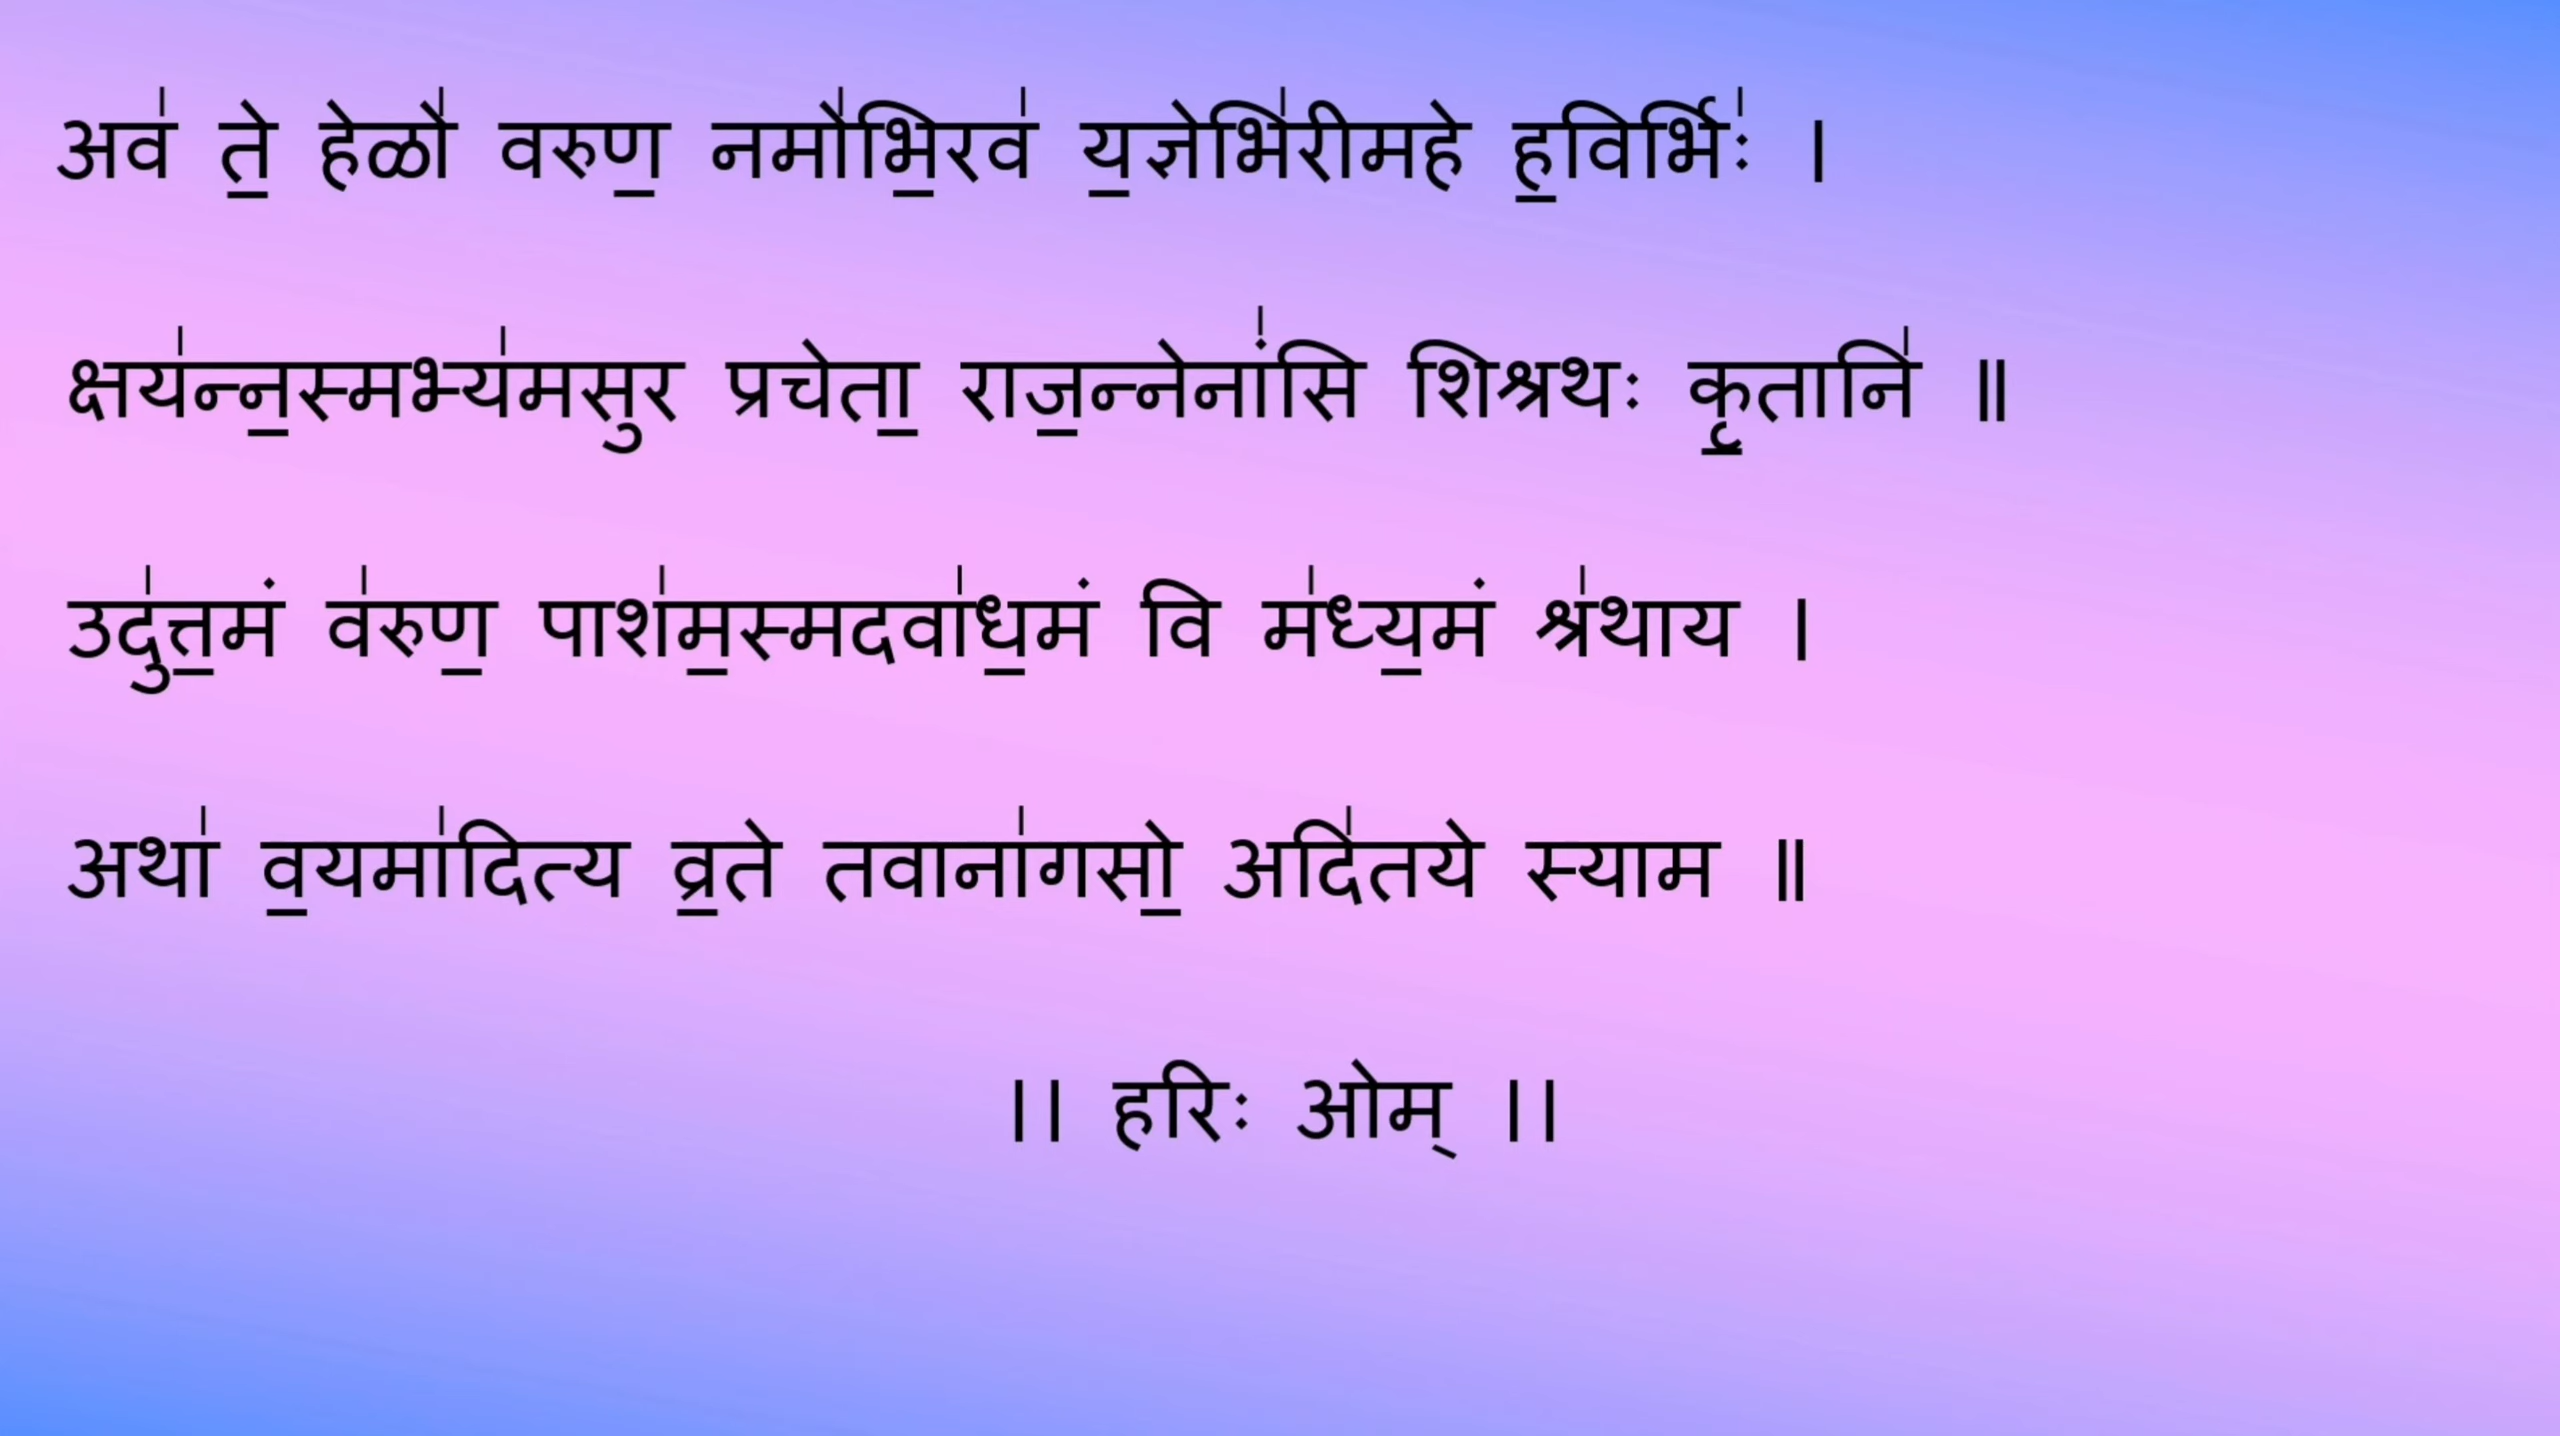 अव॑ ते॒ हेळो॑ वरुण॒ नमो॑भि॒रव॑ य॒ज्ञेभि॑रीमहे ह॒विर्भिः॑ ।
क्षय॑न्न॒स्मभ्य॑मसुर प्रचेता॒ राज॒न्नेनां॑सि शिश्रथः कृ॒तानि॑ ॥
उदु॑त्त॒मं व॑रुण॒ पाश॑म॒स्मदवा॑ध॒मं वि म॑ध्य॒मं श्र॑थाय ।
अथा॑ व॒यमा॑दित्य व्र॒ते तवाना॑गसो॒ अदि॑तये स्याम ॥
।। हरिः ओम् ।।